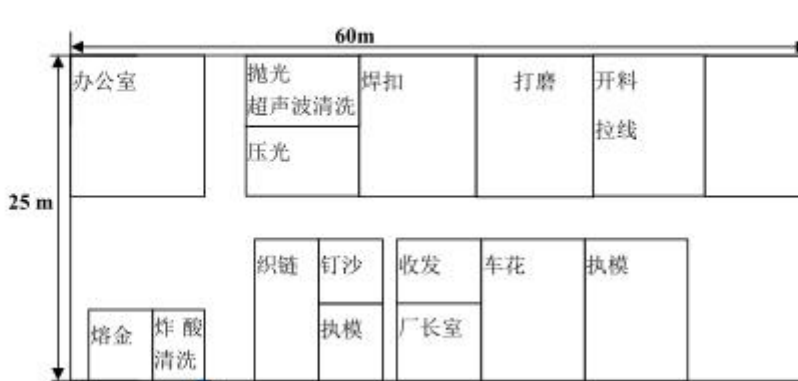 60m
办公室
抛光
超声波清洗
压光
焊扣
打磨
开料
拉线
25 m
织链
钉沙
执模
收发
厂长室
车花
执模
熔金
炸 酸
清洗